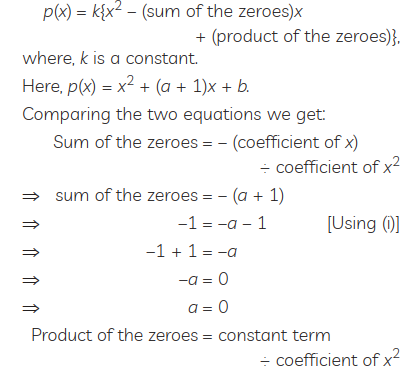 p(x) = k{x² – (sum of the zeroes)x
+ (product of the zeroes)},
where, k is a constant.
Here, p(x) = x² + (a + 1)x + b.
Comparing the two equations we get:
Sum of the zeroes = – (coefficient of x)
÷ coefficient of x²
⇒ sum of the zeroes = – (a + 1)
⇒ –1 = –a – 1 [Using (i)]
⇒ –1 + 1 = –a
⇒ –a = 0
⇒ a = 0
Product of the zeroes = constant term
÷ coefficient of x²